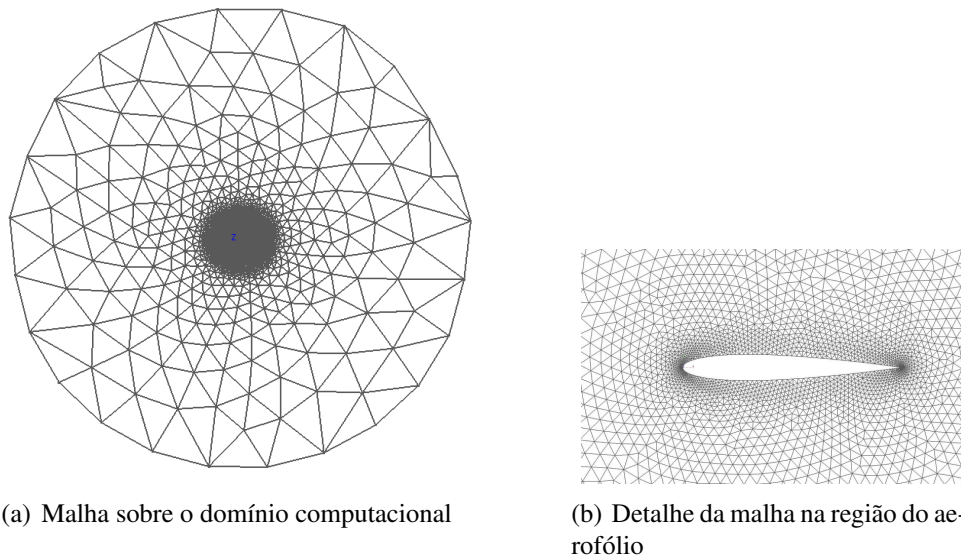 z
(a) Malha sobre o domínio computacional
(b) Detalhe da malha na região do ae-
rofólio